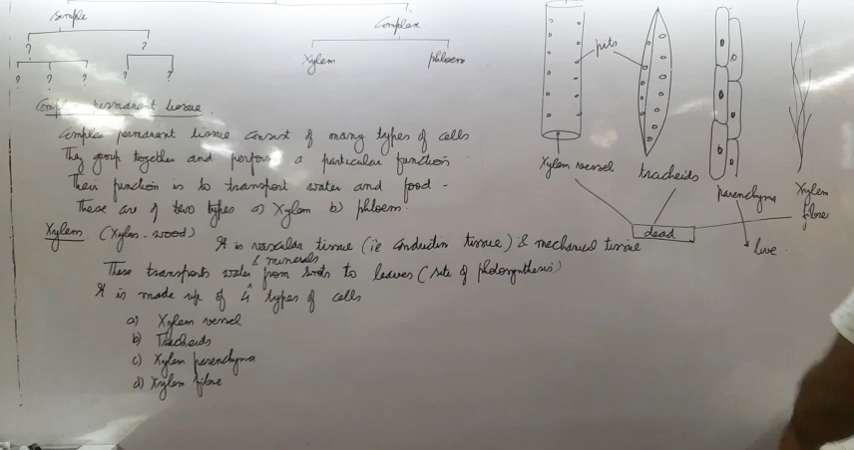 Simple
Complex
? ?
Xylem phloem
? ? ? ? ?
Complex permanant tissue
Complex permanant tissue consist of many types of cells
They group together and perform a particular function
Their function is to transport water and food -
These are of two types a) Xylem b) phloem.
Xylem (Xylos - wood) It is vascular tissue (i.e conductin tissue) & mechanical tissue
& minerals
These transports water from roots to leaves (site of photosynthesis)
It is made up of 4 types of cells
a) Xylem vessel
b) Tracheids
c) Xylem parenchyma
d) Xylem fibre
pits
Xylem vessel
tracheids
parenchyma
Xylem
fibre
dead
live